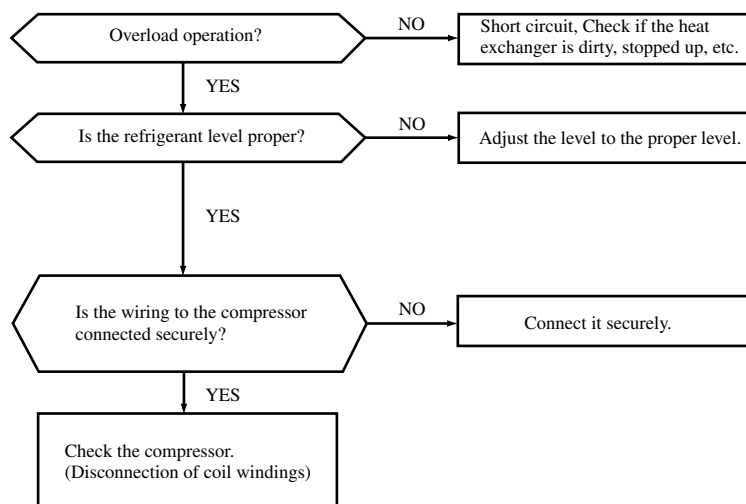 Overload operation?
NO
Short circuit, Check if the heat
exchanger is dirty, stopped up, etc.
YES
Is the refrigerant level proper?
NO
Adjust the level to the proper level.
YES
Is the wiring to the compressor
connected securely?
NO
Connect it securely.
YES
Check the compressor.
(Disconnection of coil windings)